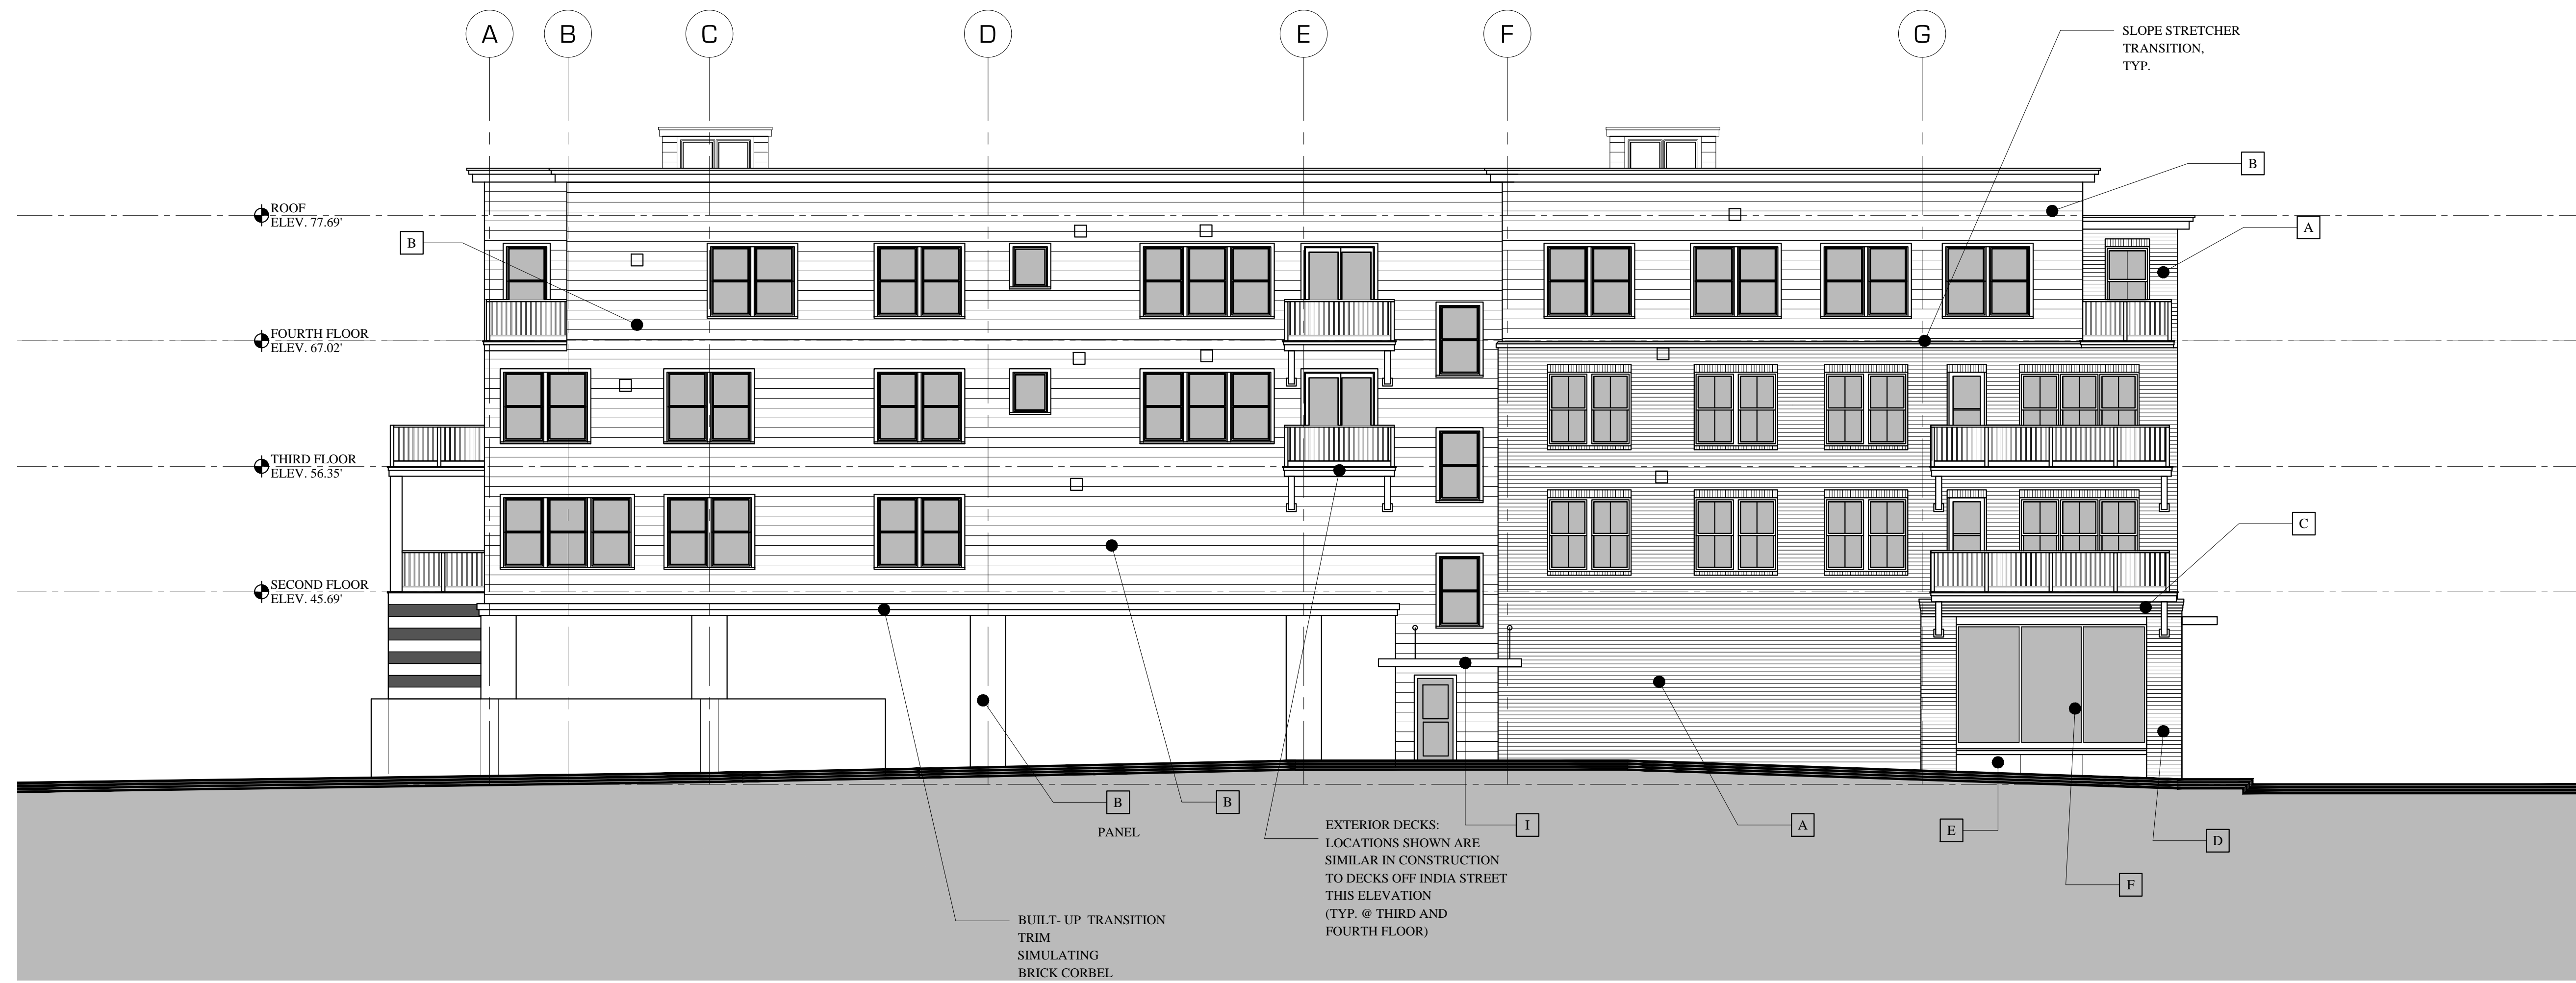 A B C D E F G
SLOPE STRETCHER
TRANSITION,
TYP.
B
ROOF
ELEV. 77.69'
A
B
FOURTH FLOOR
ELEV. 67.02'
THIRD FLOOR
ELEV. 56.35'
C
SECOND FLOOR
ELEV. 45.69'
B
PANEL
B
EXTERIOR DECKS:
LOCATIONS SHOWN ARE
SIMILAR IN CONSTRUCTION
TO DECKS OFF INDIA STREET
THIS ELEVATION
(TYP. @ THIRD AND
FOURTH FLOOR)
I
A
E
D
F
BUILT- UP TRANSITION
TRIM
SIMULATING
BRICK CORBEL